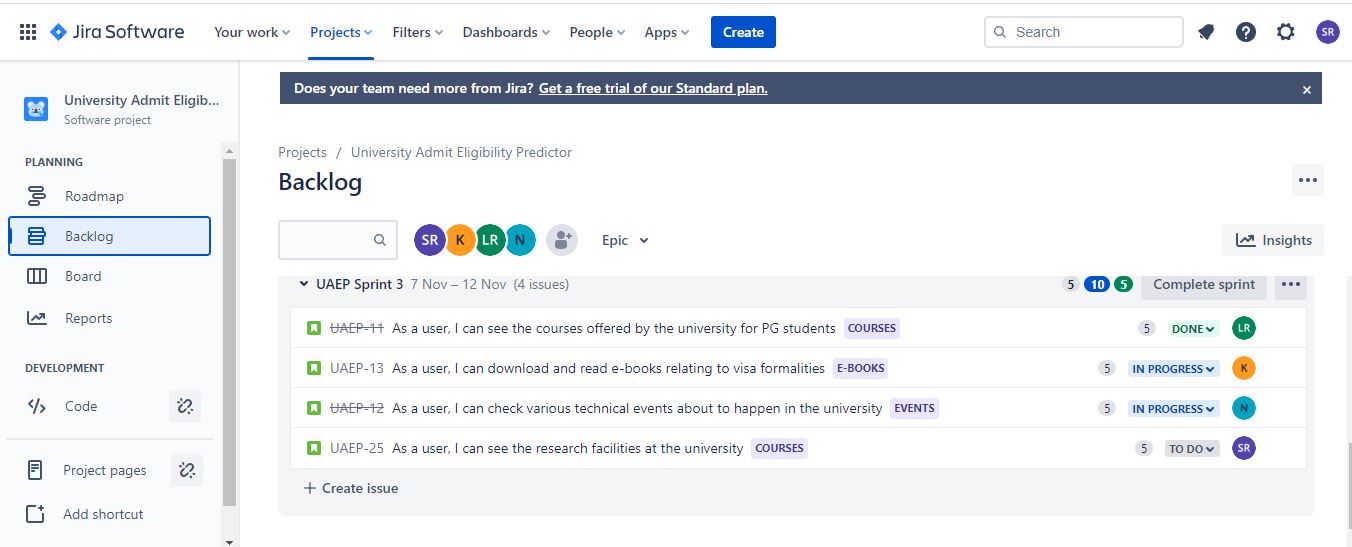 Jira Software Your work Projects Filters Dashboards People Apps Create Search SR
Does your team need more from Jira? Get a free trial of our Standard plan. ×
University Admit Eligib...
Software project
PLANNING
Roadmap
Backlog
Board
Reports
DEVELOPMENT
Code
Project pages
Add shortcut
Projects / University Admit Eligibility Predictor
Backlog
SR K LR N Epic Insights
UAEP Sprint 3 7 Nov – 12 Nov (4 issues) 5 10 5 Complete sprint
UAEP-11 As a user, I can see the courses offered by the university for PG students COURSES 5 DONE LR
UAEP-13 As a user, I can download and read e-books relating to visa formalities E-BOOKS 5 IN PROGRESS K
UAEP-12 As a user, I can check various technical events about to happen in the university EVENTS 5 IN PROGRESS N
UAEP-25 As a user, I can see the research facilities at the university COURSES 5 TO DO SR
+ Create issue